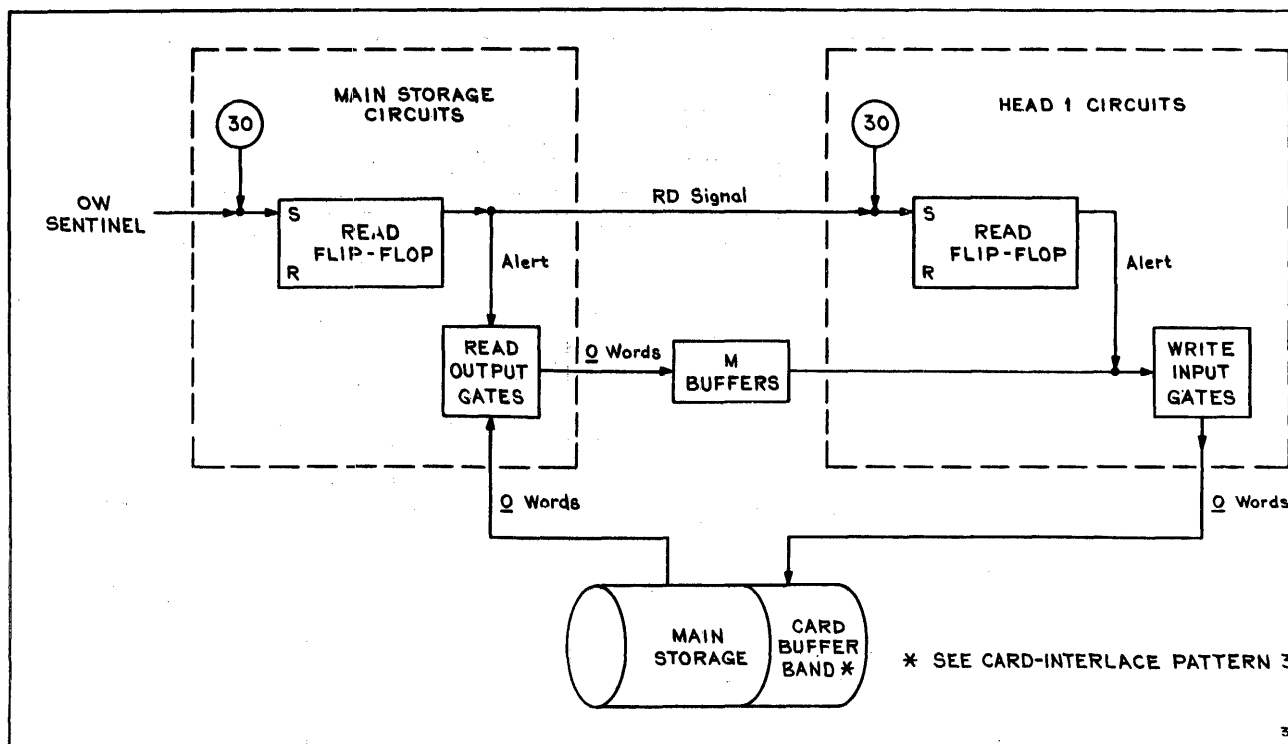 MAIN STORAGE
CIRCUITS
HEAD 1 CIRCUITS
30
30
OW
SENTINEL
S
R
READ
FLIP-FLOP
RD Signal
S
R
READ
FLIP-FLOP
Alert
Alert
READ
OUTPUT
GATES
O Words
M
BUFFERS
WRITE
INPUT
GATES
O Words
O Words
MAIN
STORAGE
CARD
BUFFER
BAND *
* SEE CARD-INTERLACE PATTERN 3